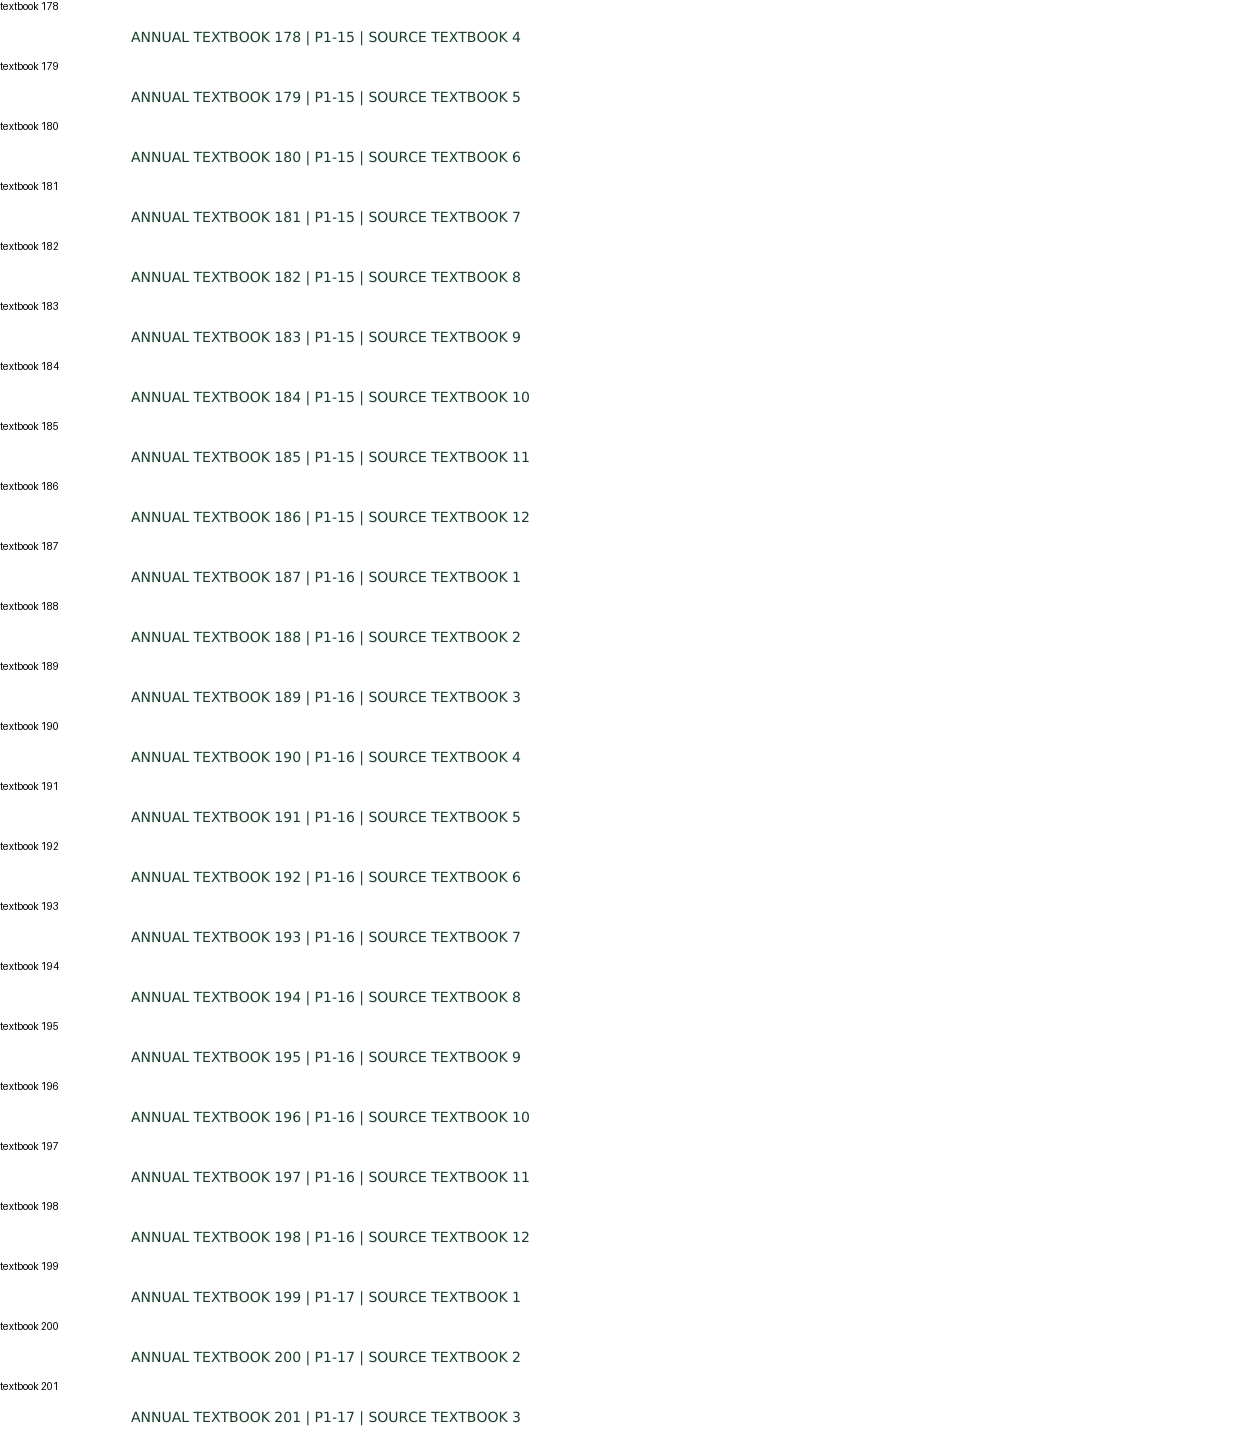 textbook 178
ANNUAL TEXTBOOK 178 | P1-15 | SOURCE TEXTBOOK 4
textbook 179
ANNUAL TEXTBOOK 179 | P1-15 | SOURCE TEXTBOOK 5
textbook 180
ANNUAL TEXTBOOK 180 | P1-15 | SOURCE TEXTBOOK 6
textbook 181
ANNUAL TEXTBOOK 181 | P1-15 | SOURCE TEXTBOOK 7
textbook 182
ANNUAL TEXTBOOK 182 | P1-15 | SOURCE TEXTBOOK 8
textbook 183
ANNUAL TEXTBOOK 183 | P1-15 | SOURCE TEXTBOOK 9
textbook 184
ANNUAL TEXTBOOK 184 | P1-15 | SOURCE TEXTBOOK 10
textbook 185
ANNUAL TEXTBOOK 185 | P1-15 | SOURCE TEXTBOOK 11
textbook 186
ANNUAL TEXTBOOK 186 | P1-15 | SOURCE TEXTBOOK 12
textbook 187
ANNUAL TEXTBOOK 187 | P1-16 | SOURCE TEXTBOOK 1
textbook 188
ANNUAL TEXTBOOK 188 | P1-16 | SOURCE TEXTBOOK 2
textbook 189
ANNUAL TEXTBOOK 189 | P1-16 | SOURCE TEXTBOOK 3
textbook 190
ANNUAL TEXTBOOK 190 | P1-16 | SOURCE TEXTBOOK 4
textbook 191
ANNUAL TEXTBOOK 191 | P1-16 | SOURCE TEXTBOOK 5
textbook 192
ANNUAL TEXTBOOK 192 | P1-16 | SOURCE TEXTBOOK 6
textbook 193
ANNUAL TEXTBOOK 193 | P1-16 | SOURCE TEXTBOOK 7
textbook 194
ANNUAL TEXTBOOK 194 | P1-16 | SOURCE TEXTBOOK 8
textbook 195
ANNUAL TEXTBOOK 195 | P1-16 | SOURCE TEXTBOOK 9
textbook 196
ANNUAL TEXTBOOK 196 | P1-16 | SOURCE TEXTBOOK 10
textbook 197
ANNUAL TEXTBOOK 197 | P1-16 | SOURCE TEXTBOOK 11
textbook 198
ANNUAL TEXTBOOK 198 | P1-16 | SOURCE TEXTBOOK 12
textbook 199
ANNUAL TEXTBOOK 199 | P1-17 | SOURCE TEXTBOOK 1
textbook 200
ANNUAL TEXTBOOK 200 | P1-17 | SOURCE TEXTBOOK 2
textbook 201
ANNUAL TEXTBOOK 201 | P1-17 | SOURCE TEXTBOOK 3